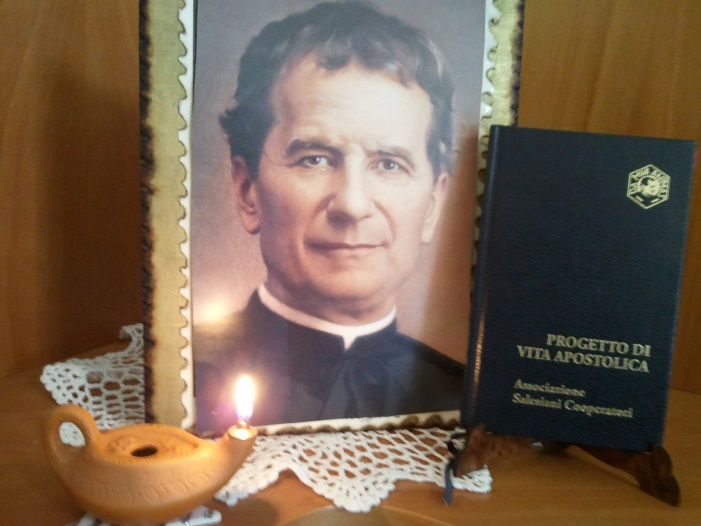 PROGETTO DI
VITA APOSTOLICA
Associazione
Salesiani Cooperatori